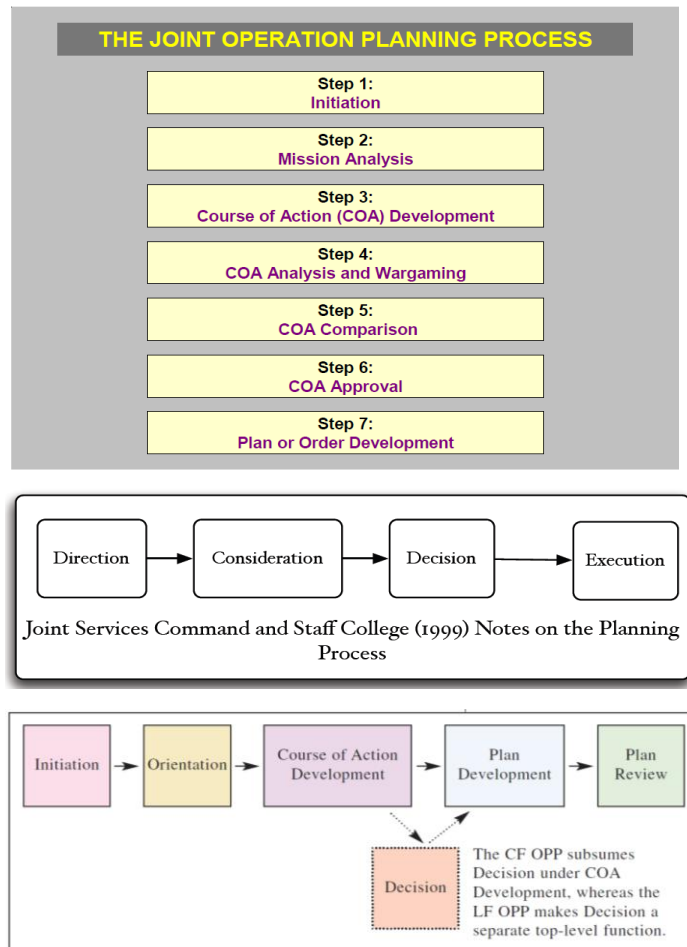 THE JOINT OPERATION PLANNING PROCESS
Step 1:
Initiation
Step 2:
Mission Analysis
Step 3:
Course of Action (COA) Development
Step 4:
COA Analysis and Wargaming
Step 5:
COA Comparison
Step 6:
COA Approval
Step 7:
Plan or Order Development
Direction
Consideration
Decision
Execution
Joint Services Command and Staff College (1999) Notes on the Planning
Process
Initiation
Orientation
Course of Action
Development
Plan
Development
Plan
Review
Decision
The CF OPP subsumes
Decision under COA
Development, whereas the
LF OPP makes Decision a
separate top-level function.